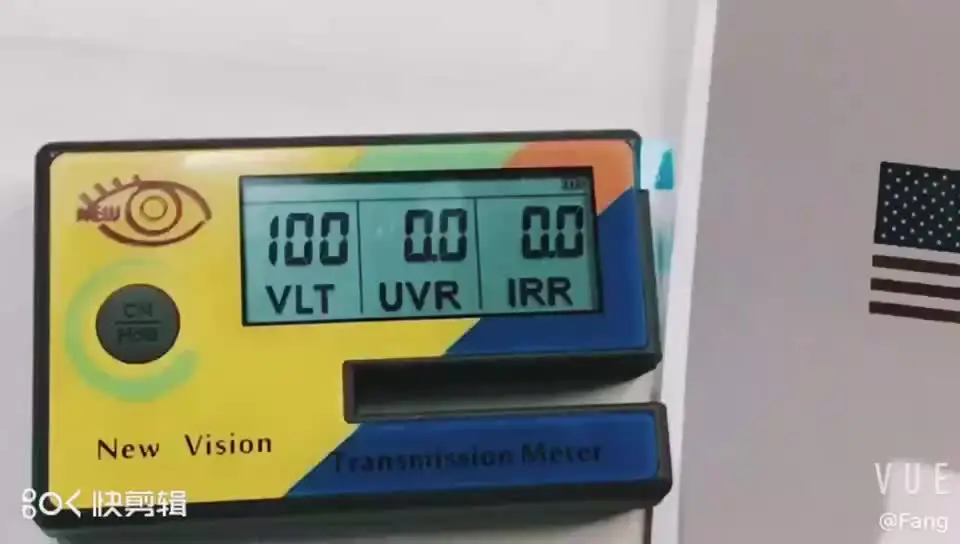 NEW
100 0.0 0.0
VLT UVR IRR
ON
Hold
New Vision
Transmission Meter
快剪辑
VUE
@Fang